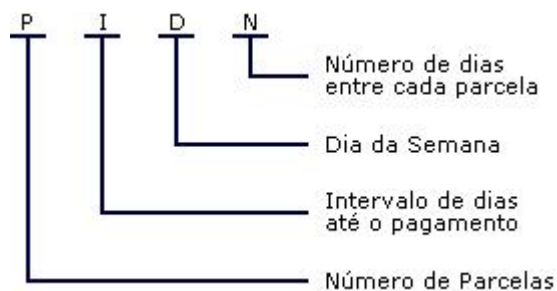 P I D N
Número de dias
entre cada parcela
Dia da Semana
Intervalo de dias
até o pagamento
Número de Parcelas